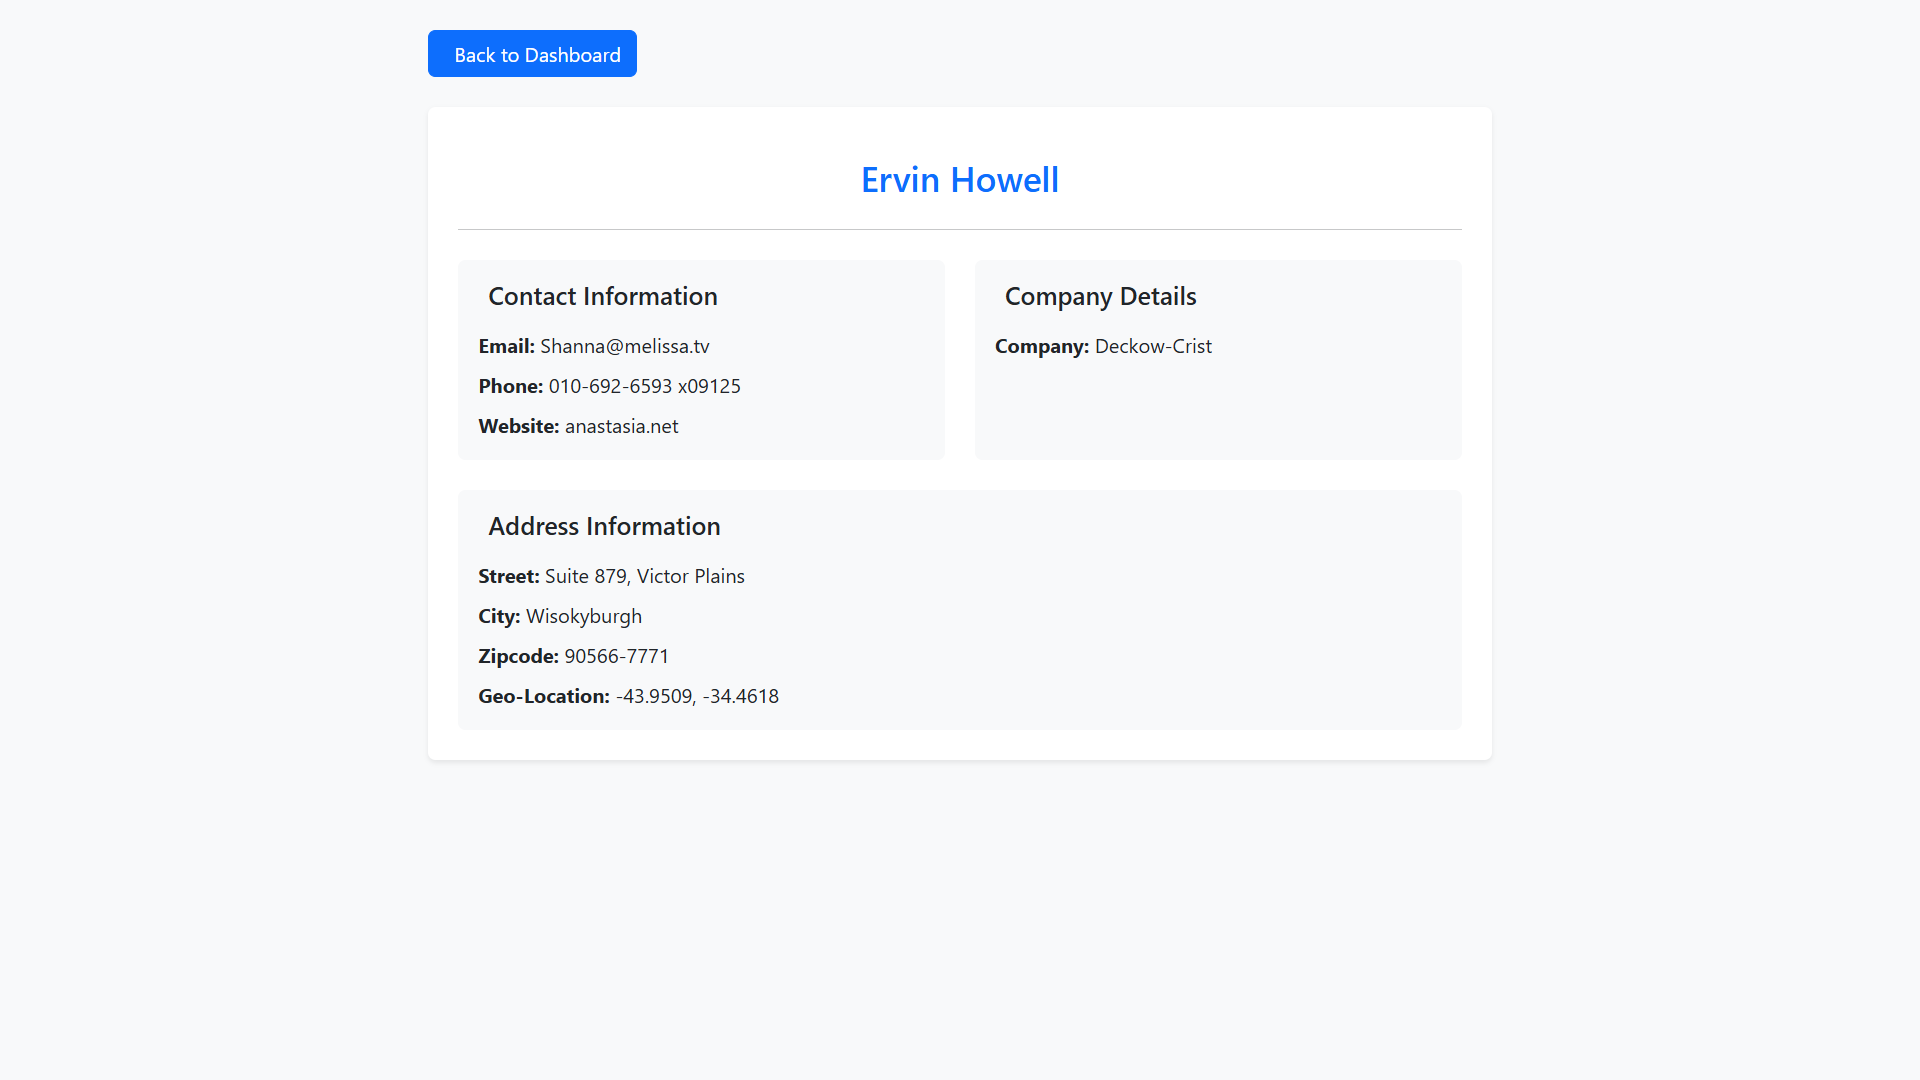 Back to Dashboard
Ervin Howell
Contact Information
Email: Shanna@melissa.tv
Phone: 010-692-6593 x09125
Website: anastasia.net
Company Details
Company: Deckow-Crist
Address Information
Street: Suite 879, Victor Plains
City: Wisokyburgh
Zipcode: 90566-7771
Geo-Location: -43.9509, -34.4618